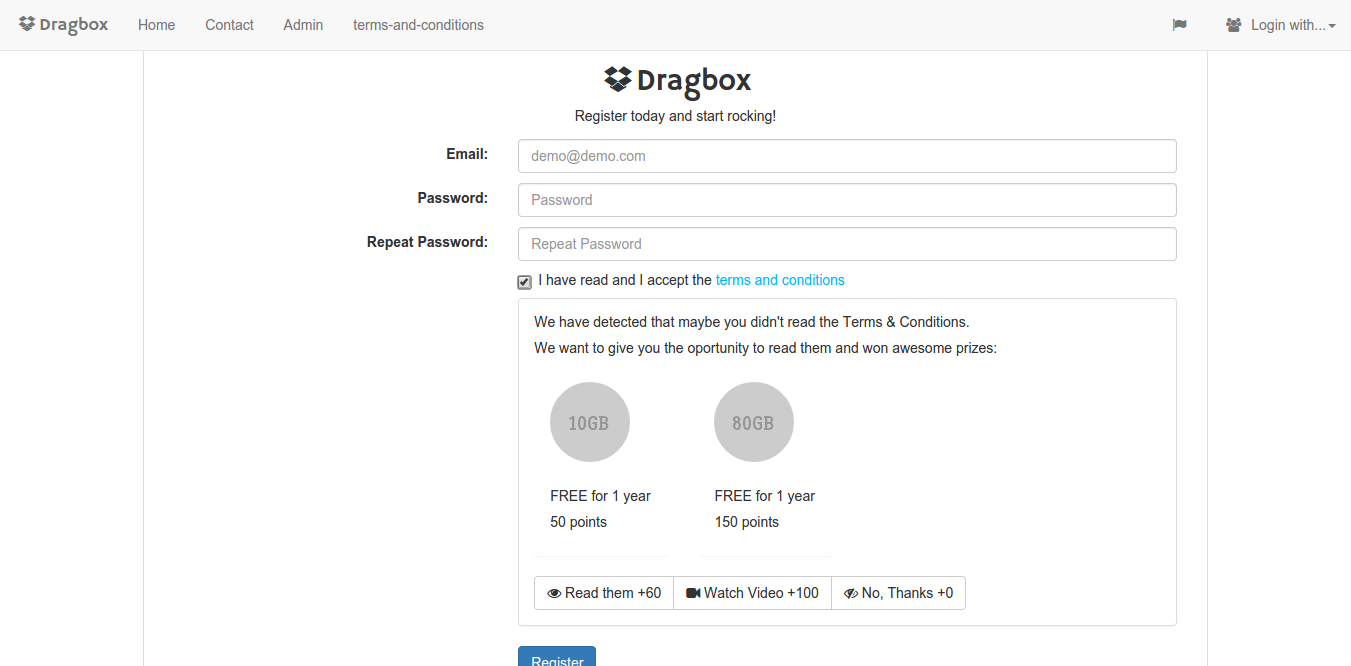 Dragbox Home Contact Admin terms-and-conditions Login with...
Dragbox
Register today and start rocking!
Email: demo@demo.com
Password: Password
Repeat Password: Repeat Password
I have read and I accept the terms and conditions
We have detected that maybe you didn't read the Terms & Conditions.
We want to give you the oportunity to read them and won awesome prizes:
10GB 80GB
FREE for 1 year FREE for 1 year
50 points 150 points
Read them +60 Watch Video +100 No, Thanks +0
Register